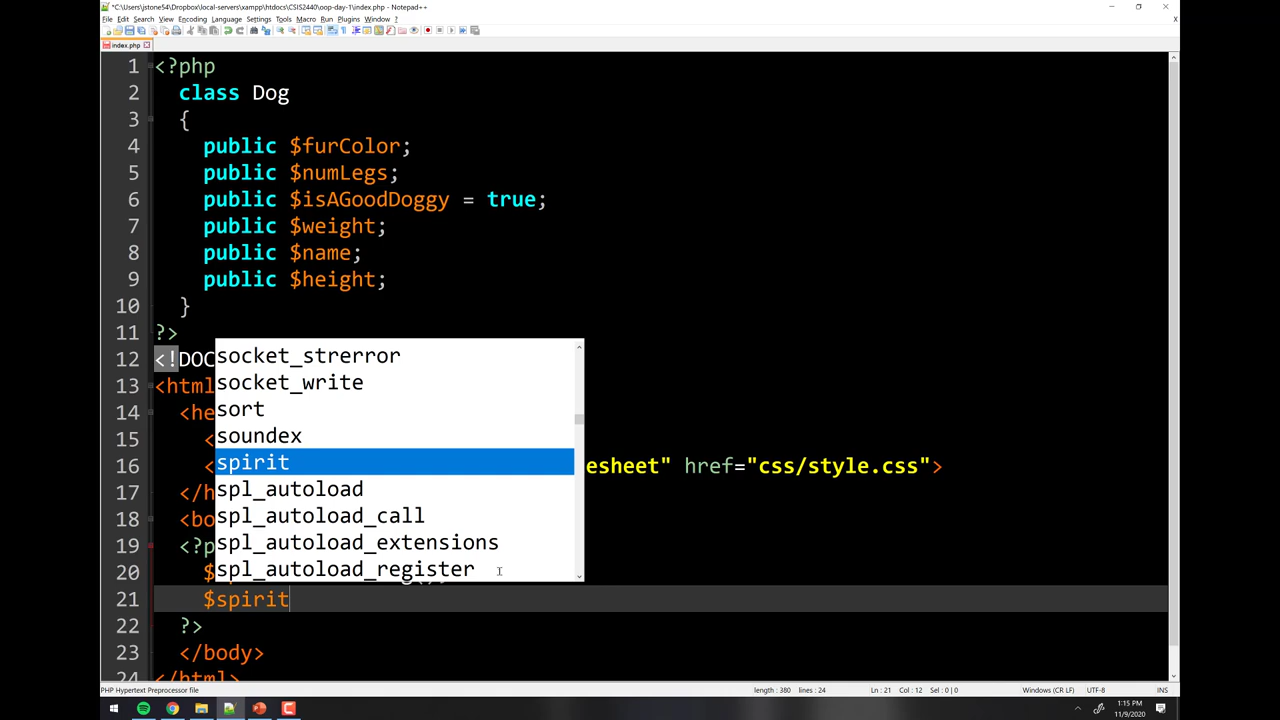 *C:\Users\jstone54\Dropbox\local-servers\xampp\htdocs\CSIS2440\oop-day-1\index.php - Notepad++
File Edit Search View Encoding Language Settings Tools Macro Run Plugins Window ?
X
index.php
1 <?php
2 class Dog
3 {
4 public $furColor;
5 public $numLegs;
6 public $isAGoodDoggy = true;
7 public $weight;
8 public $name;
9 public $height;
10 }
11 ?>
12 <!DOC
13 <html
14 <he
15 <
16 < esheet" href="css/style.css">
17 </h
18 <bo
19 <?p
20 $
21 $spirit
22 ?>
23 </body>
24 </html>
socket_strerror
socket_write
sort
soundex
spirit
spl_autoload
spl_autoload_call
spl_autoload_extensions
spl_autoload_register
PHP Hypertext Preprocessor file length : 380 lines : 24 Ln : 21 Col : 12 Sel : 0 | 0 Windows (CR LF) UTF-8 INS
1:15 PM
11/9/2020